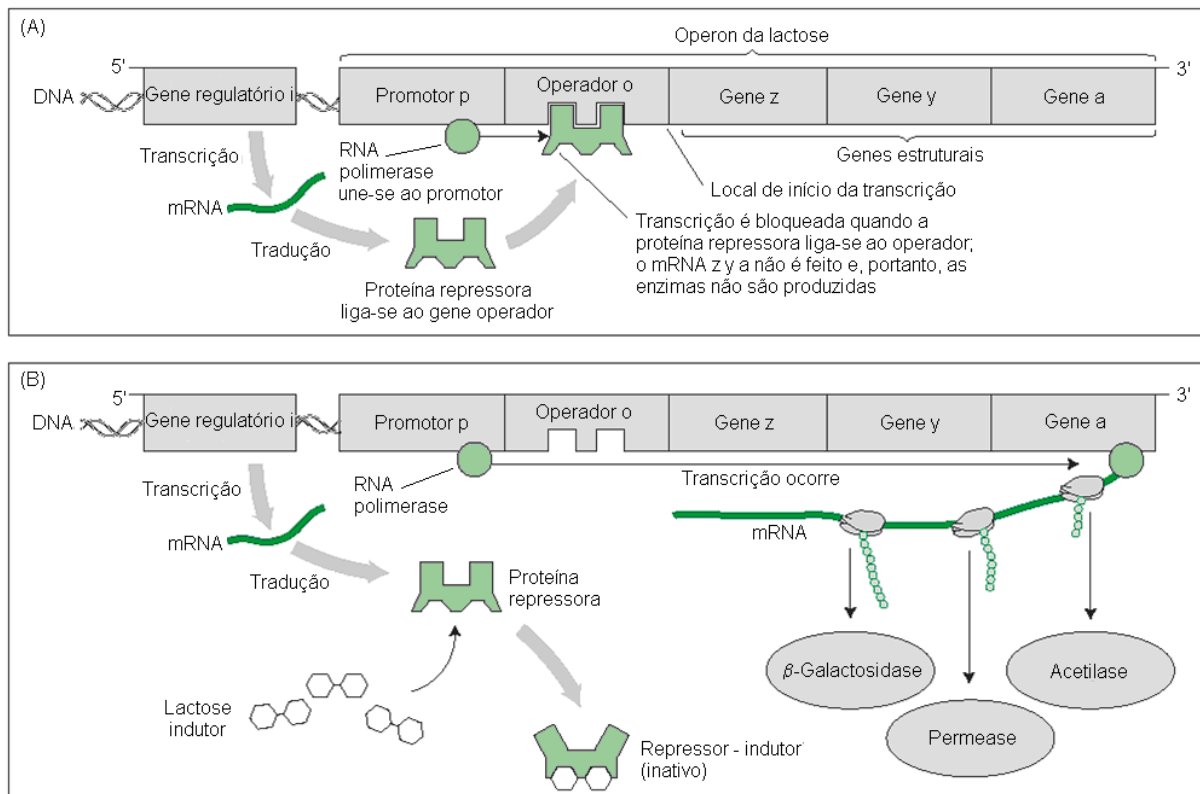 (A)
Operon da lactose
5'
3'
DNA
Gene regulatório i
Promotor p
Operador o
Gene z
Gene y
Gene a
Transcrição
RNA
polimerase
une-se ao promotor
Genes estruturais
mRNA
Local de início da transcrição
Tradução
Transcrição é bloqueada quando a
proteína repressora liga-se ao operador;
o mRNA z y a não é feito e, portanto, as
enzimas não são produzidas
Proteína repressora
liga-se ao gene operador
(B)
5'
3'
DNA
Gene regulatório i
Promotor p
Operador o
Gene z
Gene y
Gene a
Transcrição
RNA
polimerase
Transcrição ocorre
mRNA
mRNA
Tradução
Proteína
repressora
β-Galactosidase
Acetilase
Permease
Lactose
indutor
Repressor - indutor
(inativo)